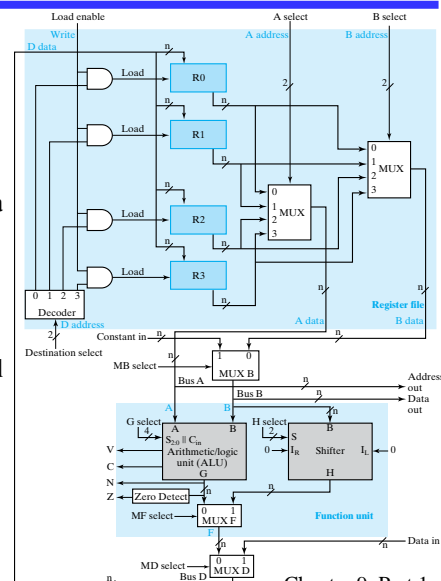 Load enable
A select
B select
Write
A address
B address
D data
n
2
2
Load
R0
n
n
Load
R1
n
0
1
2
3
MUX
0
1
2
3
MUX
n
Load
R2
n
n
Load
R3
n
0 1 2 3
Decoder
2
D address
Destination select
Register file
n
n
A data
B data
Constant in
n
n
1 0
MUX B
MB select
n
Bus A
n
Address
out
Bus B
n
Data
out
A
B
n
G select
4
A
B
S2:0 || Cin
Arithmetic/logic
unit (ALU)
G
H select
2
B
S
0
IR
Shifter
IL
0
H
V
C
N
Z
Zero Detect
n
n
MF select
0 1
MUX F
F
Function unit
n
n
Data in
MD select
0 1
MUX D
n
Bus D